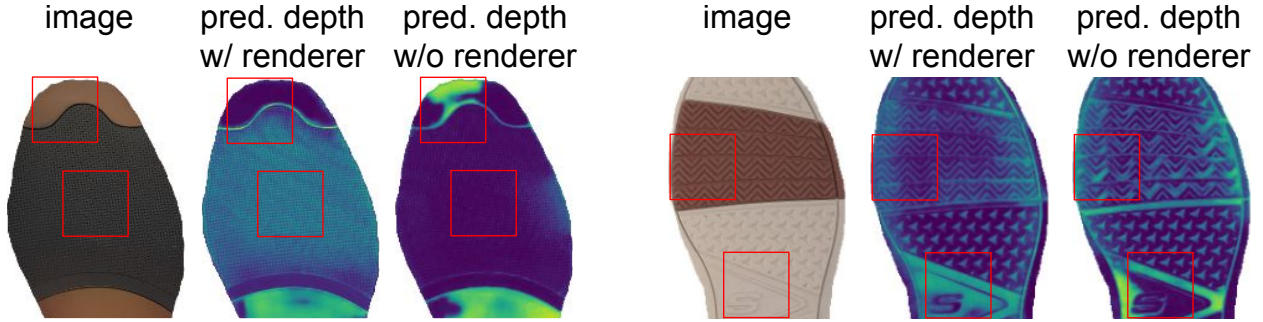 image
pred. depth
w/ renderer
pred. depth
w/o renderer
image
pred. depth
w/ renderer
pred. depth
w/o renderer
S
S
S